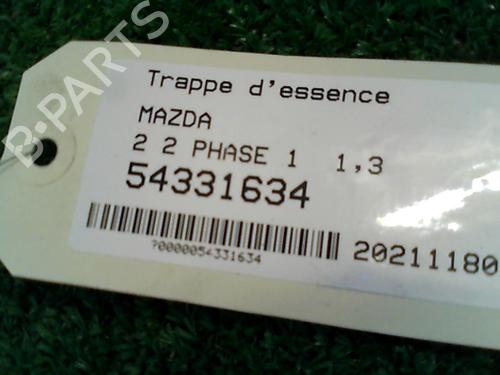 B-PARTS
Trappe d'essence
MAZDA
2 2 PHASE 1 1,3
54331634
?0000054331634
20211180